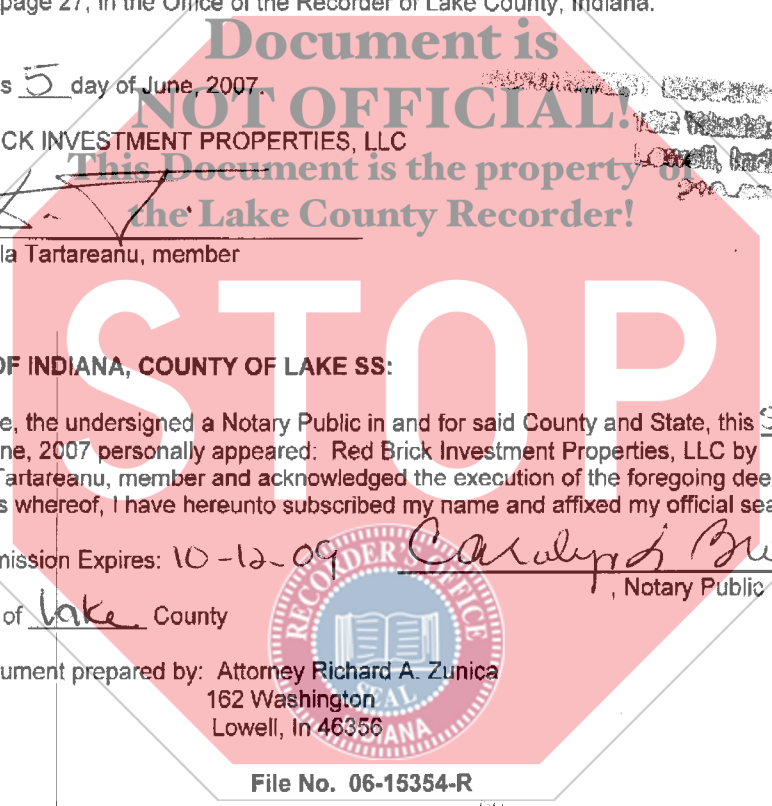 page 27, in the Office of the Recorder of Lake County, Indiana.
Document is
s 5 day of June, 2007.
NOT OFFICIAL!
CK INVESTMENT PROPERTIES, LLC
This Document is the property of
the Lake County Recorder!
la Tartareanu, member
STOP
OF INDIANA, COUNTY OF LAKE SS:
e, the undersigned a Notary Public in and for said County and State, this 5
ne, 2007 personally appeared: Red Brick Investment Properties, LLC by
Tartareanu, member and acknowledged the execution of the foregoing dee
s whereof, I have hereunto subscribed my name and affixed my official sea
mission Expires: 10-12-09
, Notary Public
of Lake County
RECORDER'S OFFICE
SEAL
INDIANA
ument prepared by: Attorney Richard A. Zunica
162 Washington
Lowell, In 46356
File No. 06-15354-R